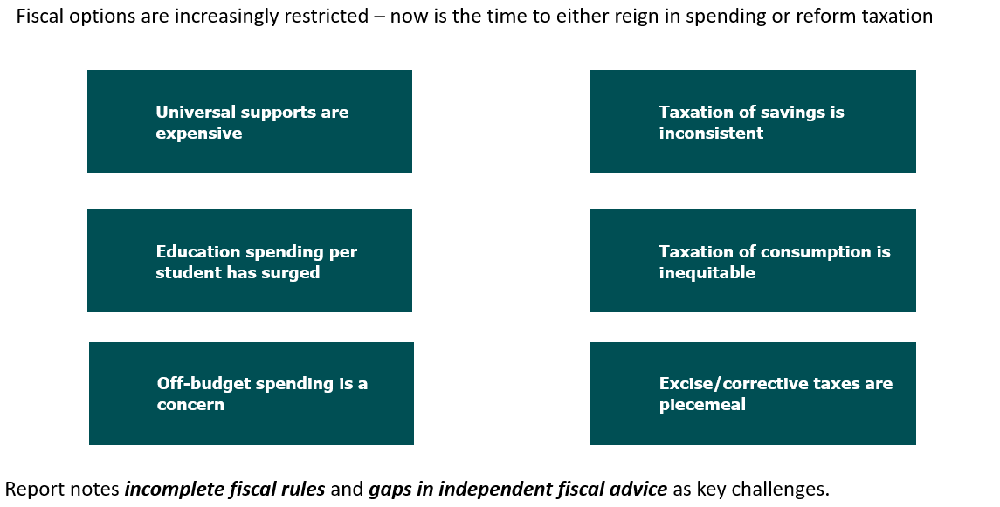 Fiscal options are increasingly restricted – now is the time to either reign in spending or reform taxation
Universal supports are
expensive
Taxation of savings is
inconsistent
Education spending per
student has surged
Taxation of consumption is
inequitable
Off-budget spending is a
concern
Excise/corrective taxes are
piecemeal
Report notes incomplete fiscal rules and gaps in independent fiscal advice as key challenges.